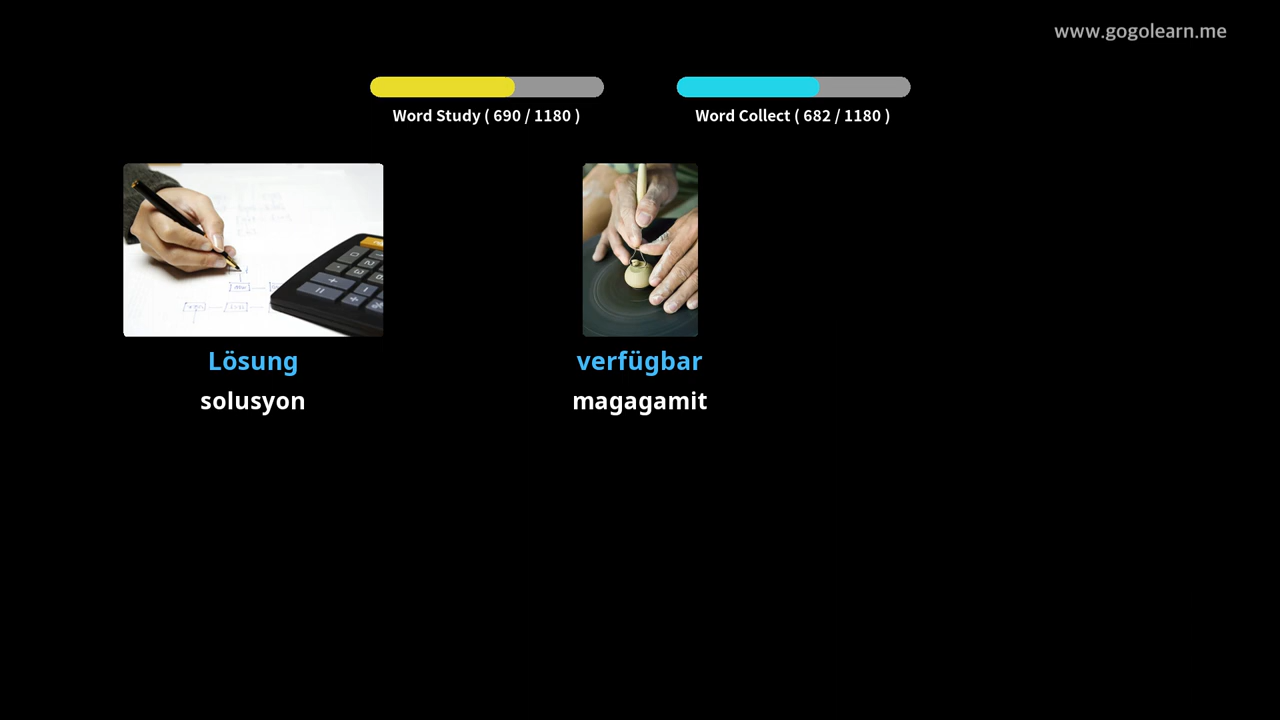 www.gogolearn.me
Word Study ( 690 / 1180 )
Word Collect ( 682 / 1180 )
Lösung
solusyon
verfügbar
magagamit